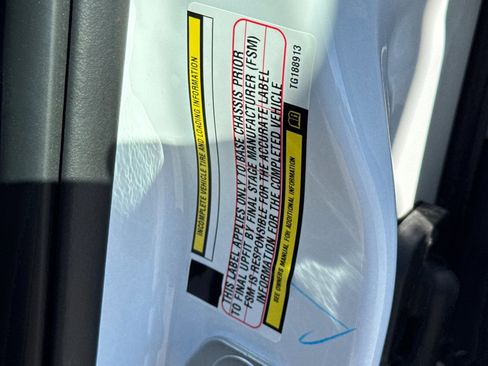 INCOMPLETE VEHICLE TIRE AND LOADING INFORMATION
THIS LABEL APPLIES ONLY TO BASE CHASSIS PRIOR
TO FINAL UPFIT BY FINAL STAGE MANUFACTURER (FSM)
FSM IS RESPONSIBLE FOR THE ACCURATE LABEL
INFORMATION FOR THE COMPLETED VEHICLE
SEE OWNERS MANUAL FOR ADDITIONAL INFORMATION
TG188913